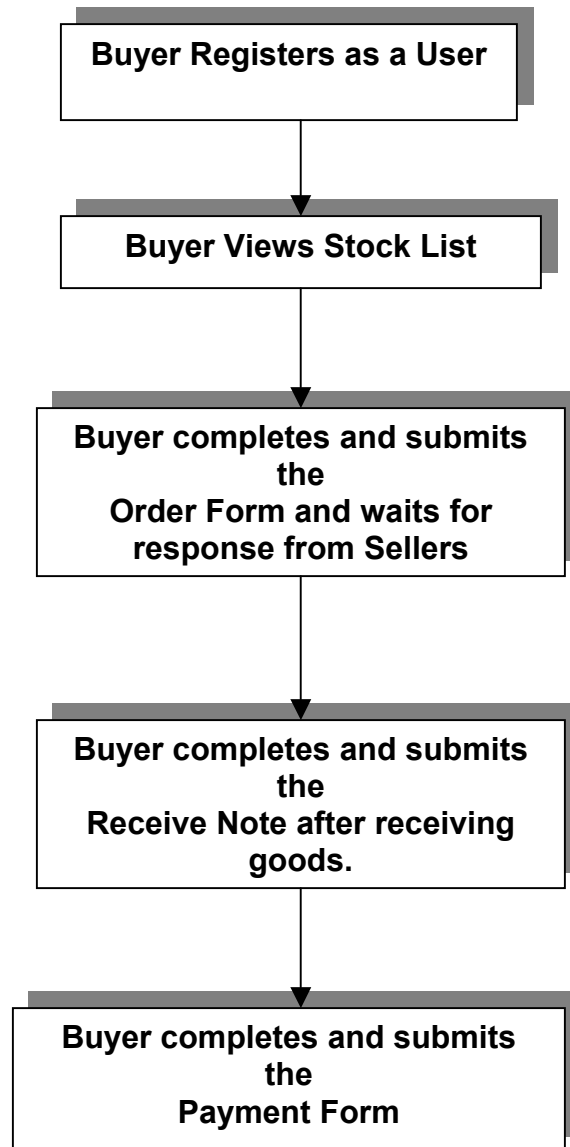 Buyer Registers as a User
Buyer Views Stock List
Buyer completes and submits
the
Order Form and waits for
response from Sellers
Buyer completes and submits
the
Receive Note after receiving
goods.
Buyer completes and submits
the
Payment Form